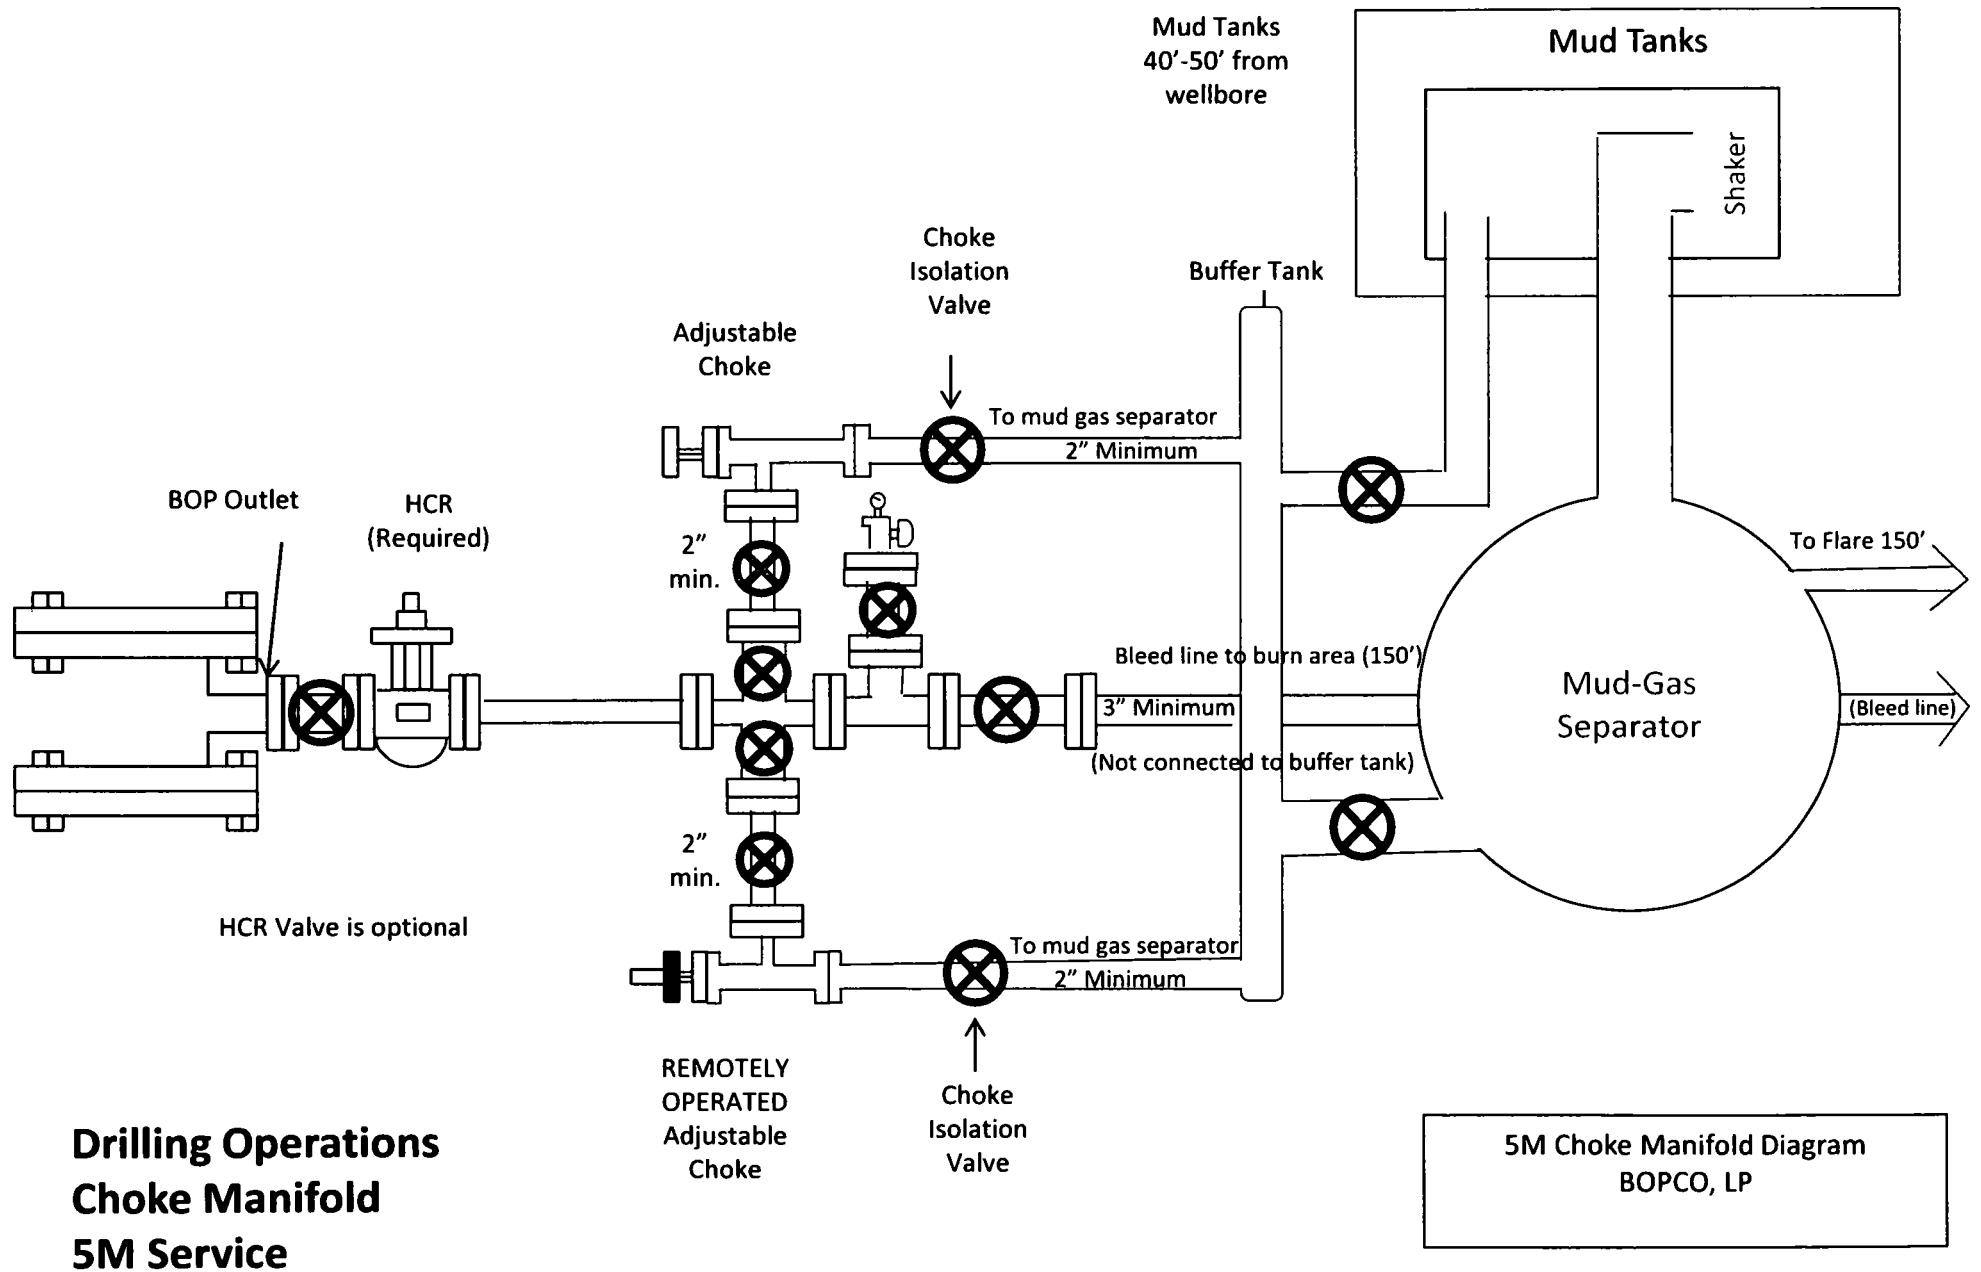 Mud Tanks
40'-50' from
wellbore
Mud Tanks
Shaker
Choke
Isolation
Valve
Buffer Tank
Adjustable
Choke
To mud gas separator
2” Minimum
BOP Outlet
HCR
(Required)
2”
min.
To Flare 150'
Bleed line to burn area (150')
Mud-Gas
Separator
3” Minimum
(Bleed line)
(Not connected to buffer tank)
2”
min.
HCR Valve is optional
To mud gas separator
2” Minimum
REMOTELY
OPERATED
Adjustable
Choke
Choke
Isolation
Valve
Drilling Operations
Choke Manifold
5M Service
5M Choke Manifold Diagram
BOPCO, LP